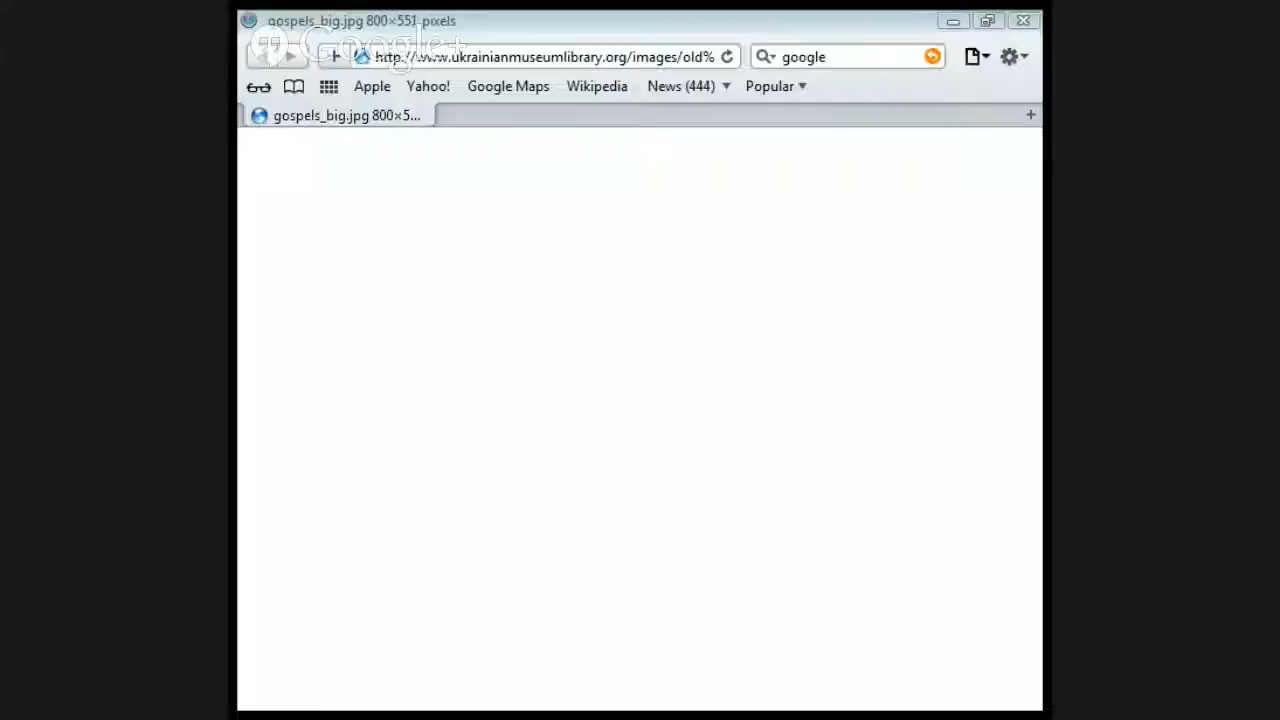 gospels_big.jpg 800×551 pixels
Google+
http://www.ukrainianmuseumlibrary.org/images/old%
google
Apple Yahoo! Google Maps Wikipedia News (444) Popular
gospels_big.jpg 800×5...